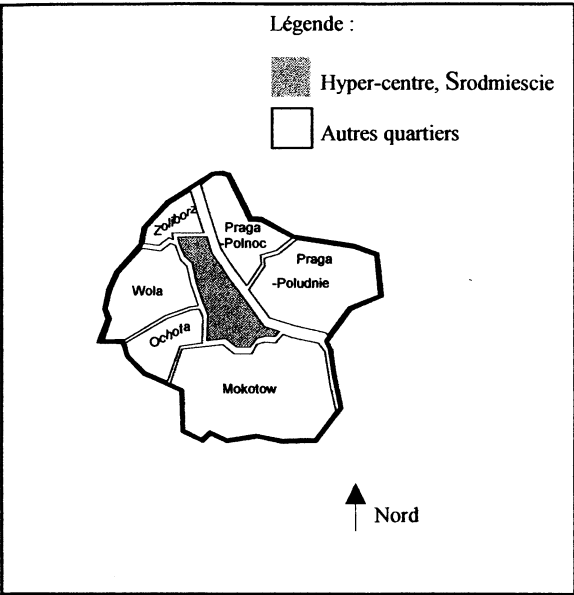 Légende :
Hyper-centre, Srodmiescie
Autres quartiers
Zoliborz
Praga
-Polnoc
Praga
-Poludnie
Wola
Ochota
Mokotow
Nord